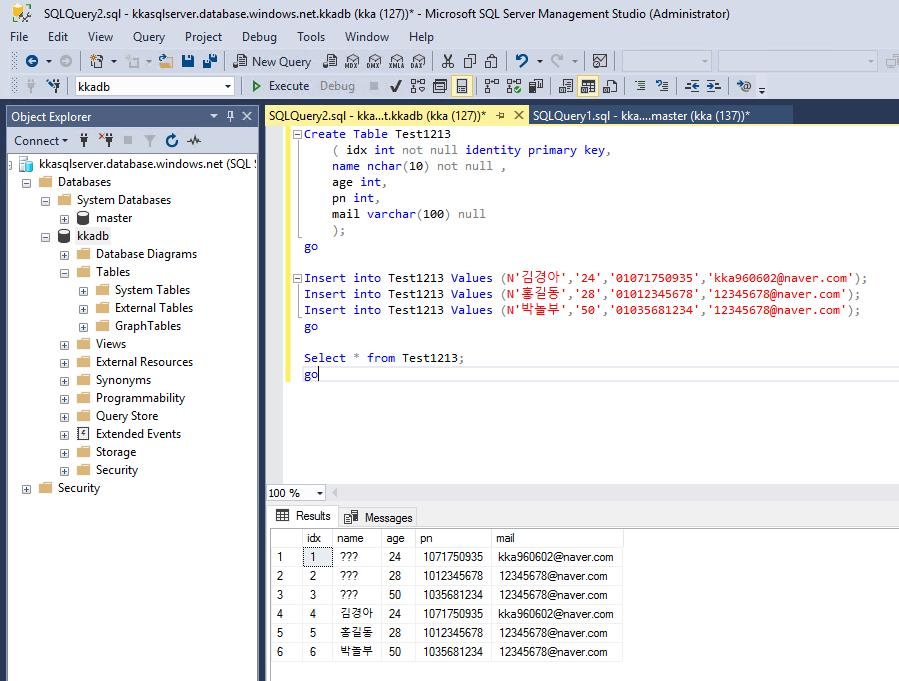 SQLQuery2.sql - kkasqlserver.database.windows.net.kkadb (kka (127))* - Microsoft SQL Server Management Studio (Administrator)
File Edit View Query Project Debug Tools Window Help
New Query MDX DMX XMLA DAX
kkadb Execute Debug
Object Explorer
Connect
kkasqlserver.database.windows.net (SQL S
Databases
System Databases
master
kkadb
Database Diagrams
Tables
System Tables
External Tables
GraphTables
Views
External Resources
Synonyms
Programmability
Query Store
Extended Events
Storage
Security
Security
SQLQuery2.sql - kka...t.kkadb (kka (127))* SQLQuery1.sql - kka....master (kka (137))*
Create Table Test1213
( idx int not null identity primary key,
name nchar(10) not null ,
age int,
pn int,
mail varchar(100) null
);
go
Insert into Test1213 Values (N'김경아','24','01071750935','kka960602@naver.com');
Insert into Test1213 Values (N'홍길동','28','01012345678','12345678@naver.com');
Insert into Test1213 Values (N'박놀부','50','01035681234','12345678@naver.com');
go
Select * from Test1213;
go
100 %
Results Messages
idx name age pn mail
1 1 ??? 24 1071750935 kka960602@naver.com
2 2 ??? 28 1012345678 12345678@naver.com
3 3 ??? 50 1035681234 12345678@naver.com
4 4 김경아 24 1071750935 kka960602@naver.com
5 5 홍길동 28 1012345678 12345678@naver.com
6 6 박놀부 50 1035681234 12345678@naver.com